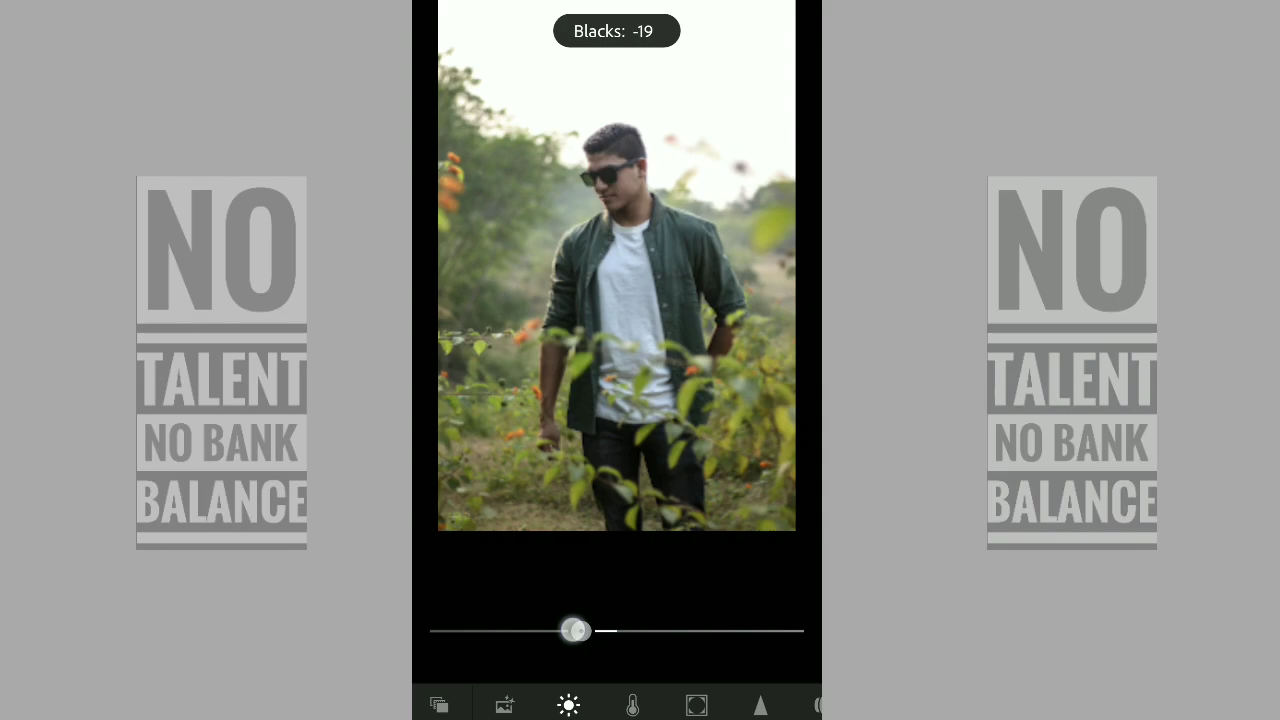 Blacks: -19
NO
TALENT
NO BANK
BALANCE
NO
TALENT
NO BANK
BALANCE